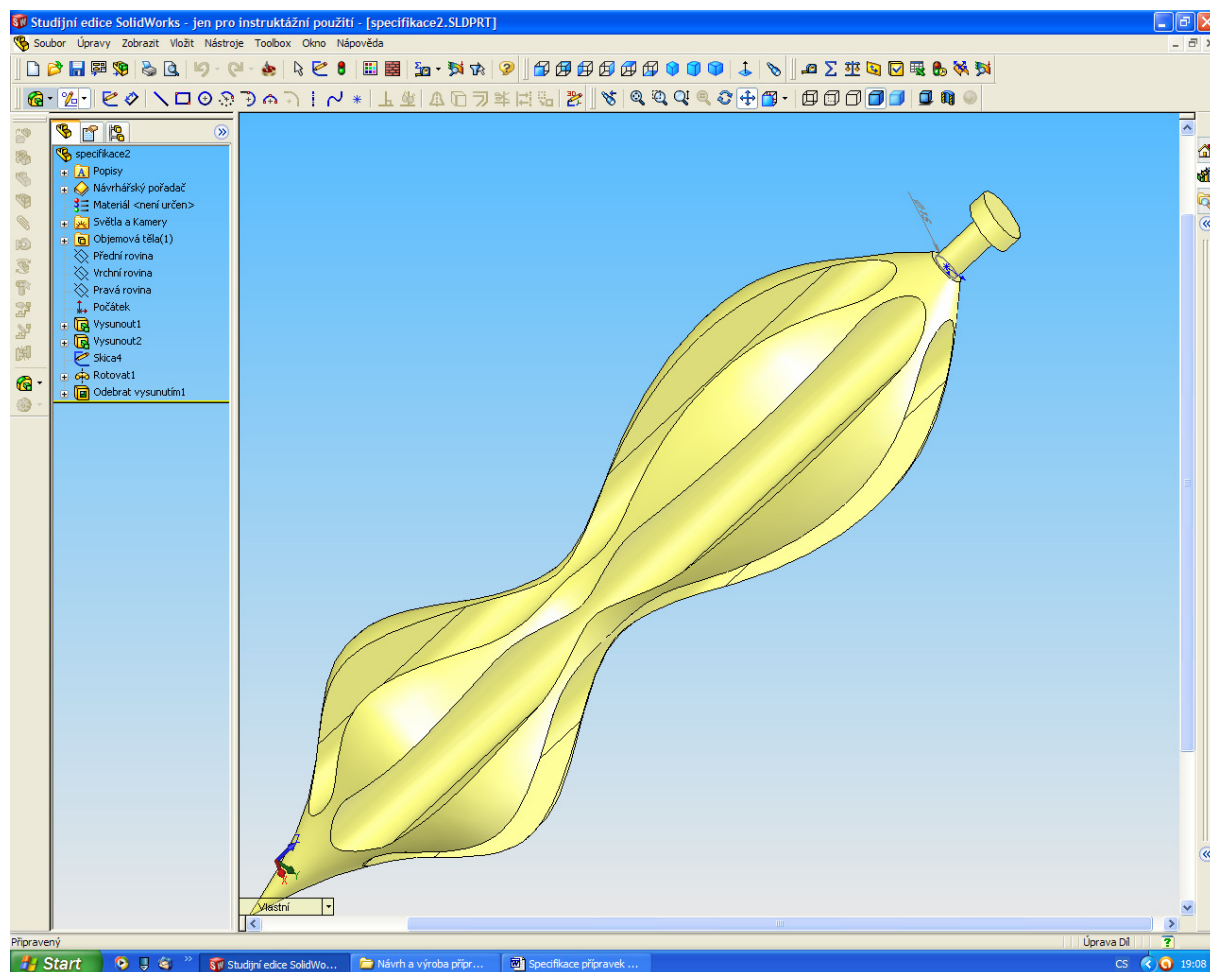 Studijní edice SolidWorks - jen pro instruktážní použití - [specifikace2.SLDPRT]
Soubor Úpravy Zobrazit Vložit Nástroje Toolbox Okno Nápověda
specifikace2
Popisy
Návrhářský pořadač
Materiál <není určen>
Světla a Kamery
Objemová těla(1)
Přední rovina
Vrchní rovina
Pravá rovina
Počátek
Vysunout1
Vysunout2
Skica4
Rotovat1
Odebrat vysunutím1
Z
Y
X
Vlastní
Připravený
Úprava Díl
Start
Studijní edice SolidWo...
Návrh a výroba přípr...
Specifikace přípravek ...
CS
19:08